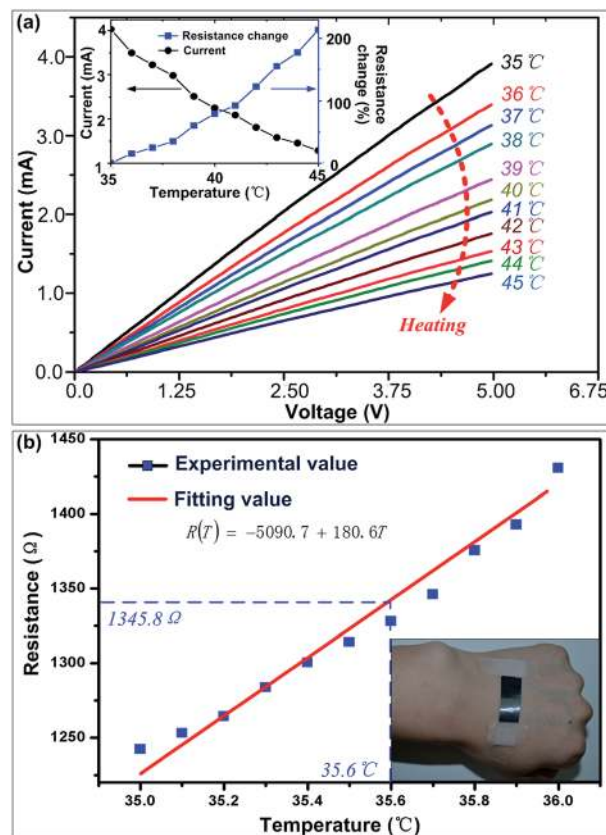 (a)
4.0
3.0
2.0
1.0
0.0
Current (mA)
0.0 1.25 2.50 3.75 5.00 6.75
Voltage (V)
4
3
2
1
Current (mA)
Resistance change
Current
200
100
0
Resistance
change (%)
35 40 45
Temperature (℃)
35℃
36℃
37℃
38℃
39℃
40℃
41℃
42℃
43℃
44℃
45℃
Heating
(b)
1450
1400
1350
1300
1250
Resistance (Ω)
Experimental value
Fitting value
R(T) = -5090.7 + 180.6T
1345.8 Ω
35.6℃
35.0 35.2 35.4 35.6 35.8 36.0
Temperature (℃)